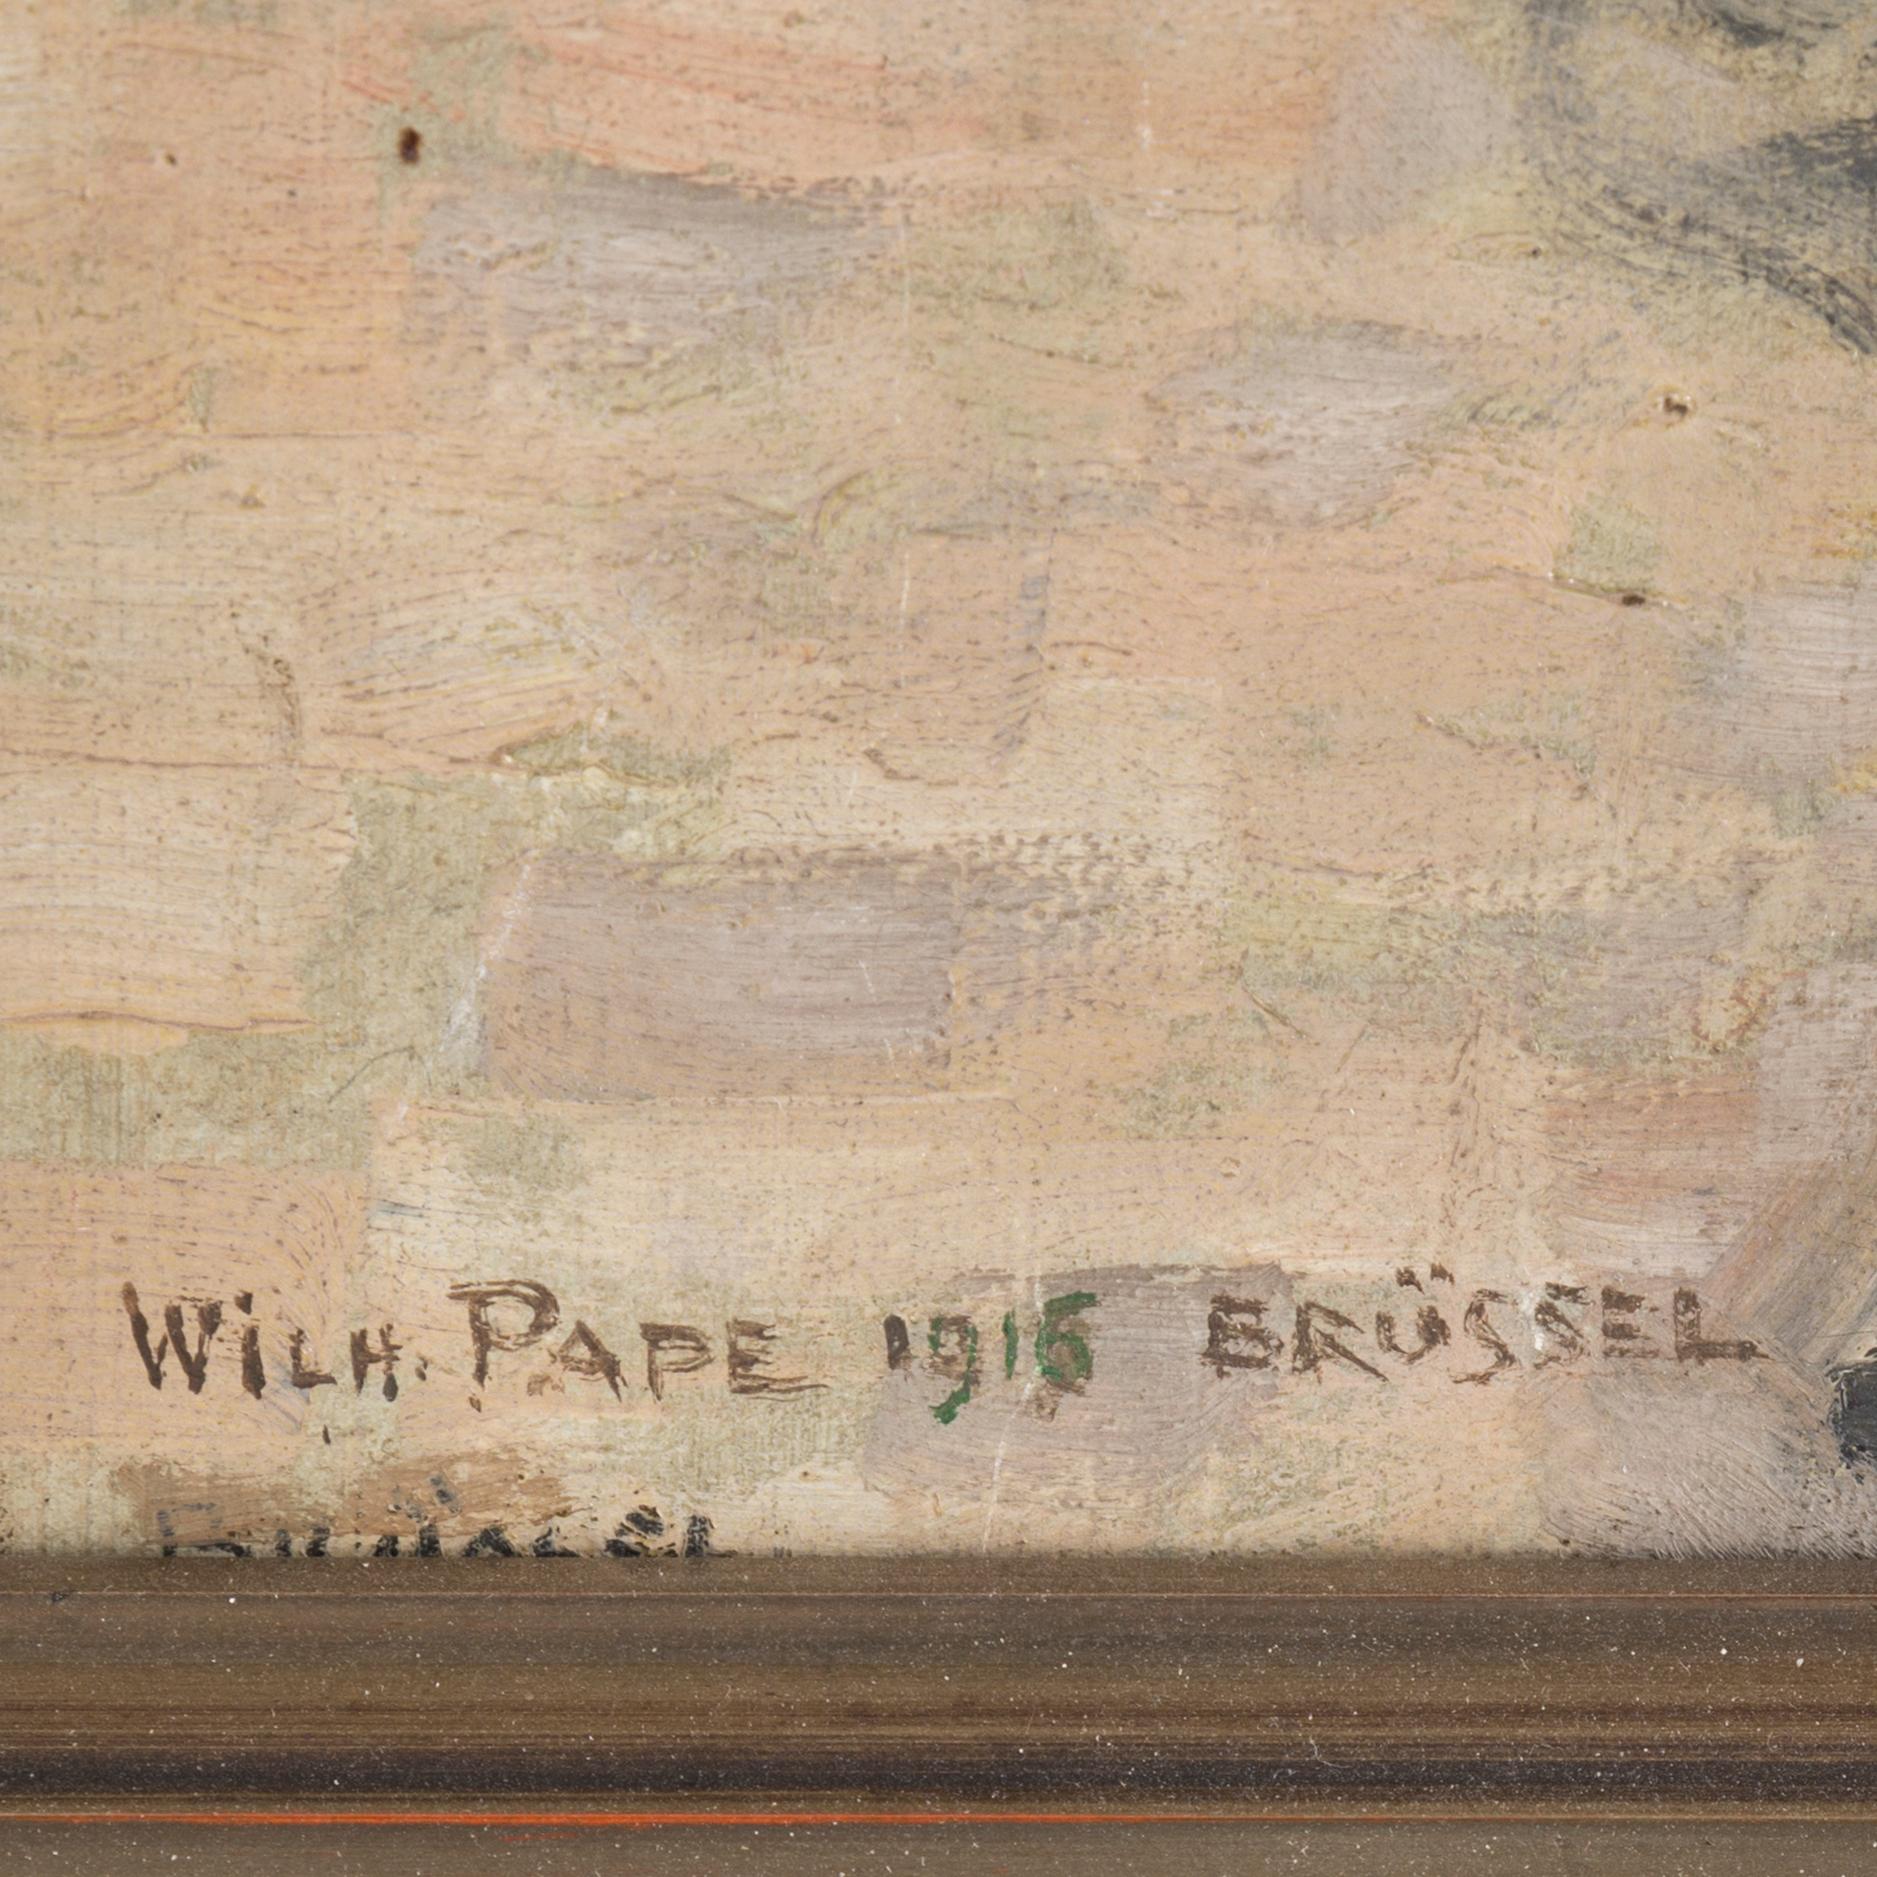 WILH. PAPE 1916 BRÜSSEL